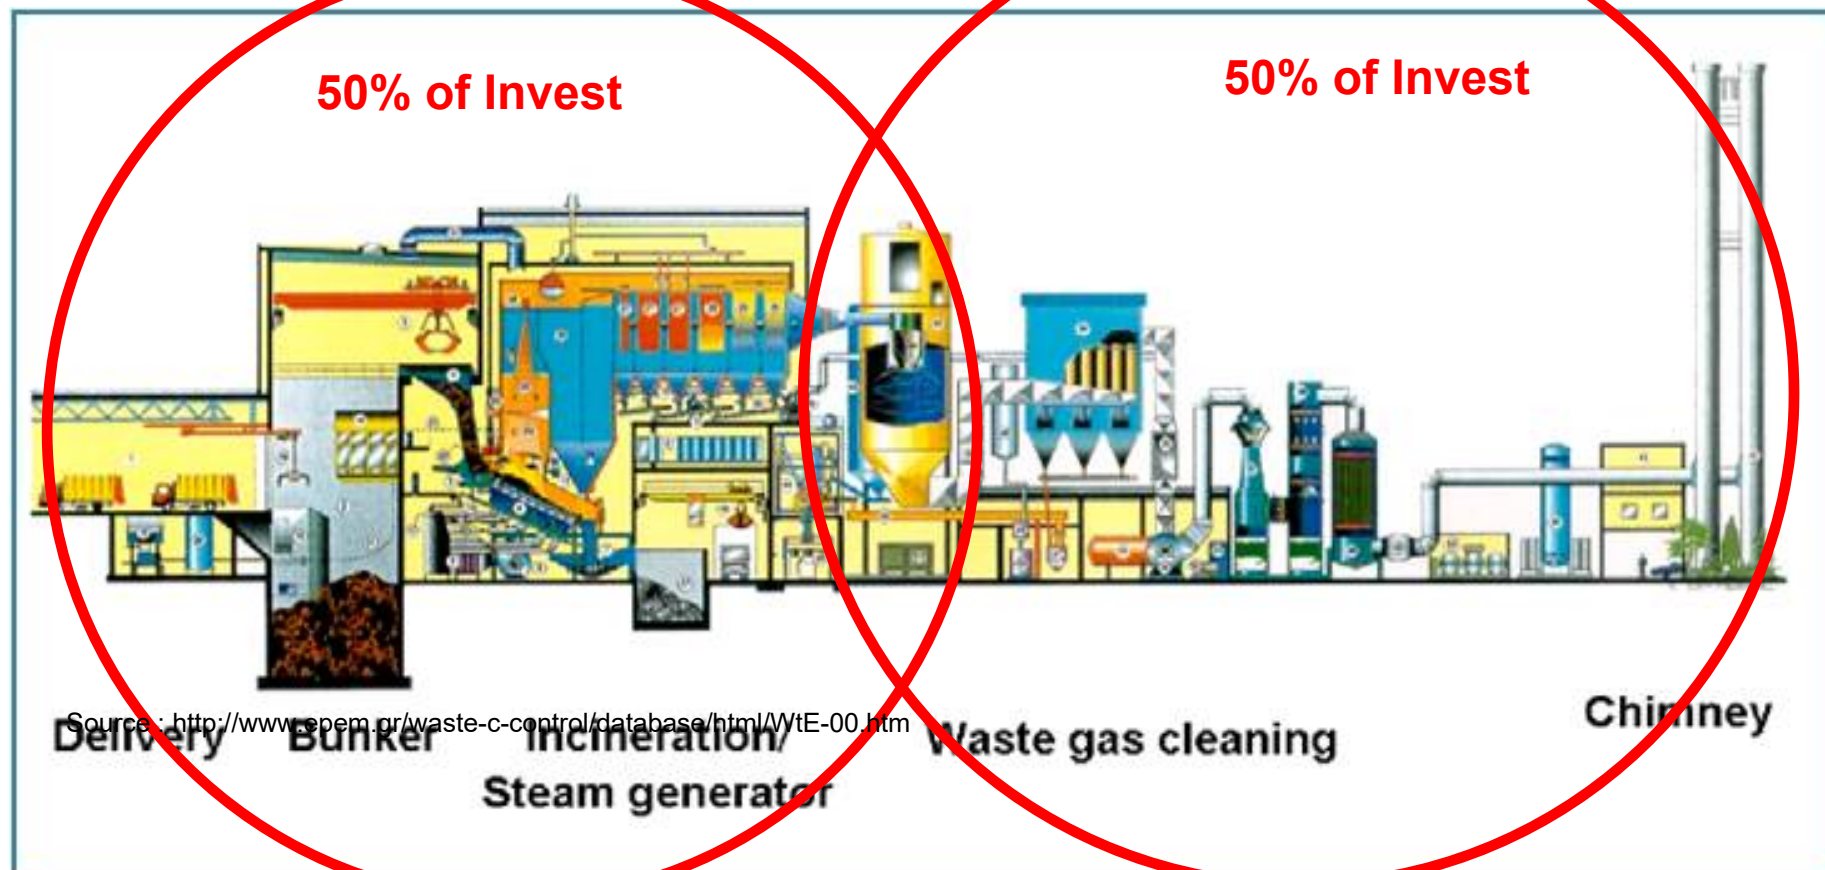 50% of Invest
50% of Invest
Source : http://www.epem.gr/waste-c-control/database/html/WtE-00.htm
Delivery
Bunker
Incineration/
Steam generator
Waste gas cleaning
Chimney